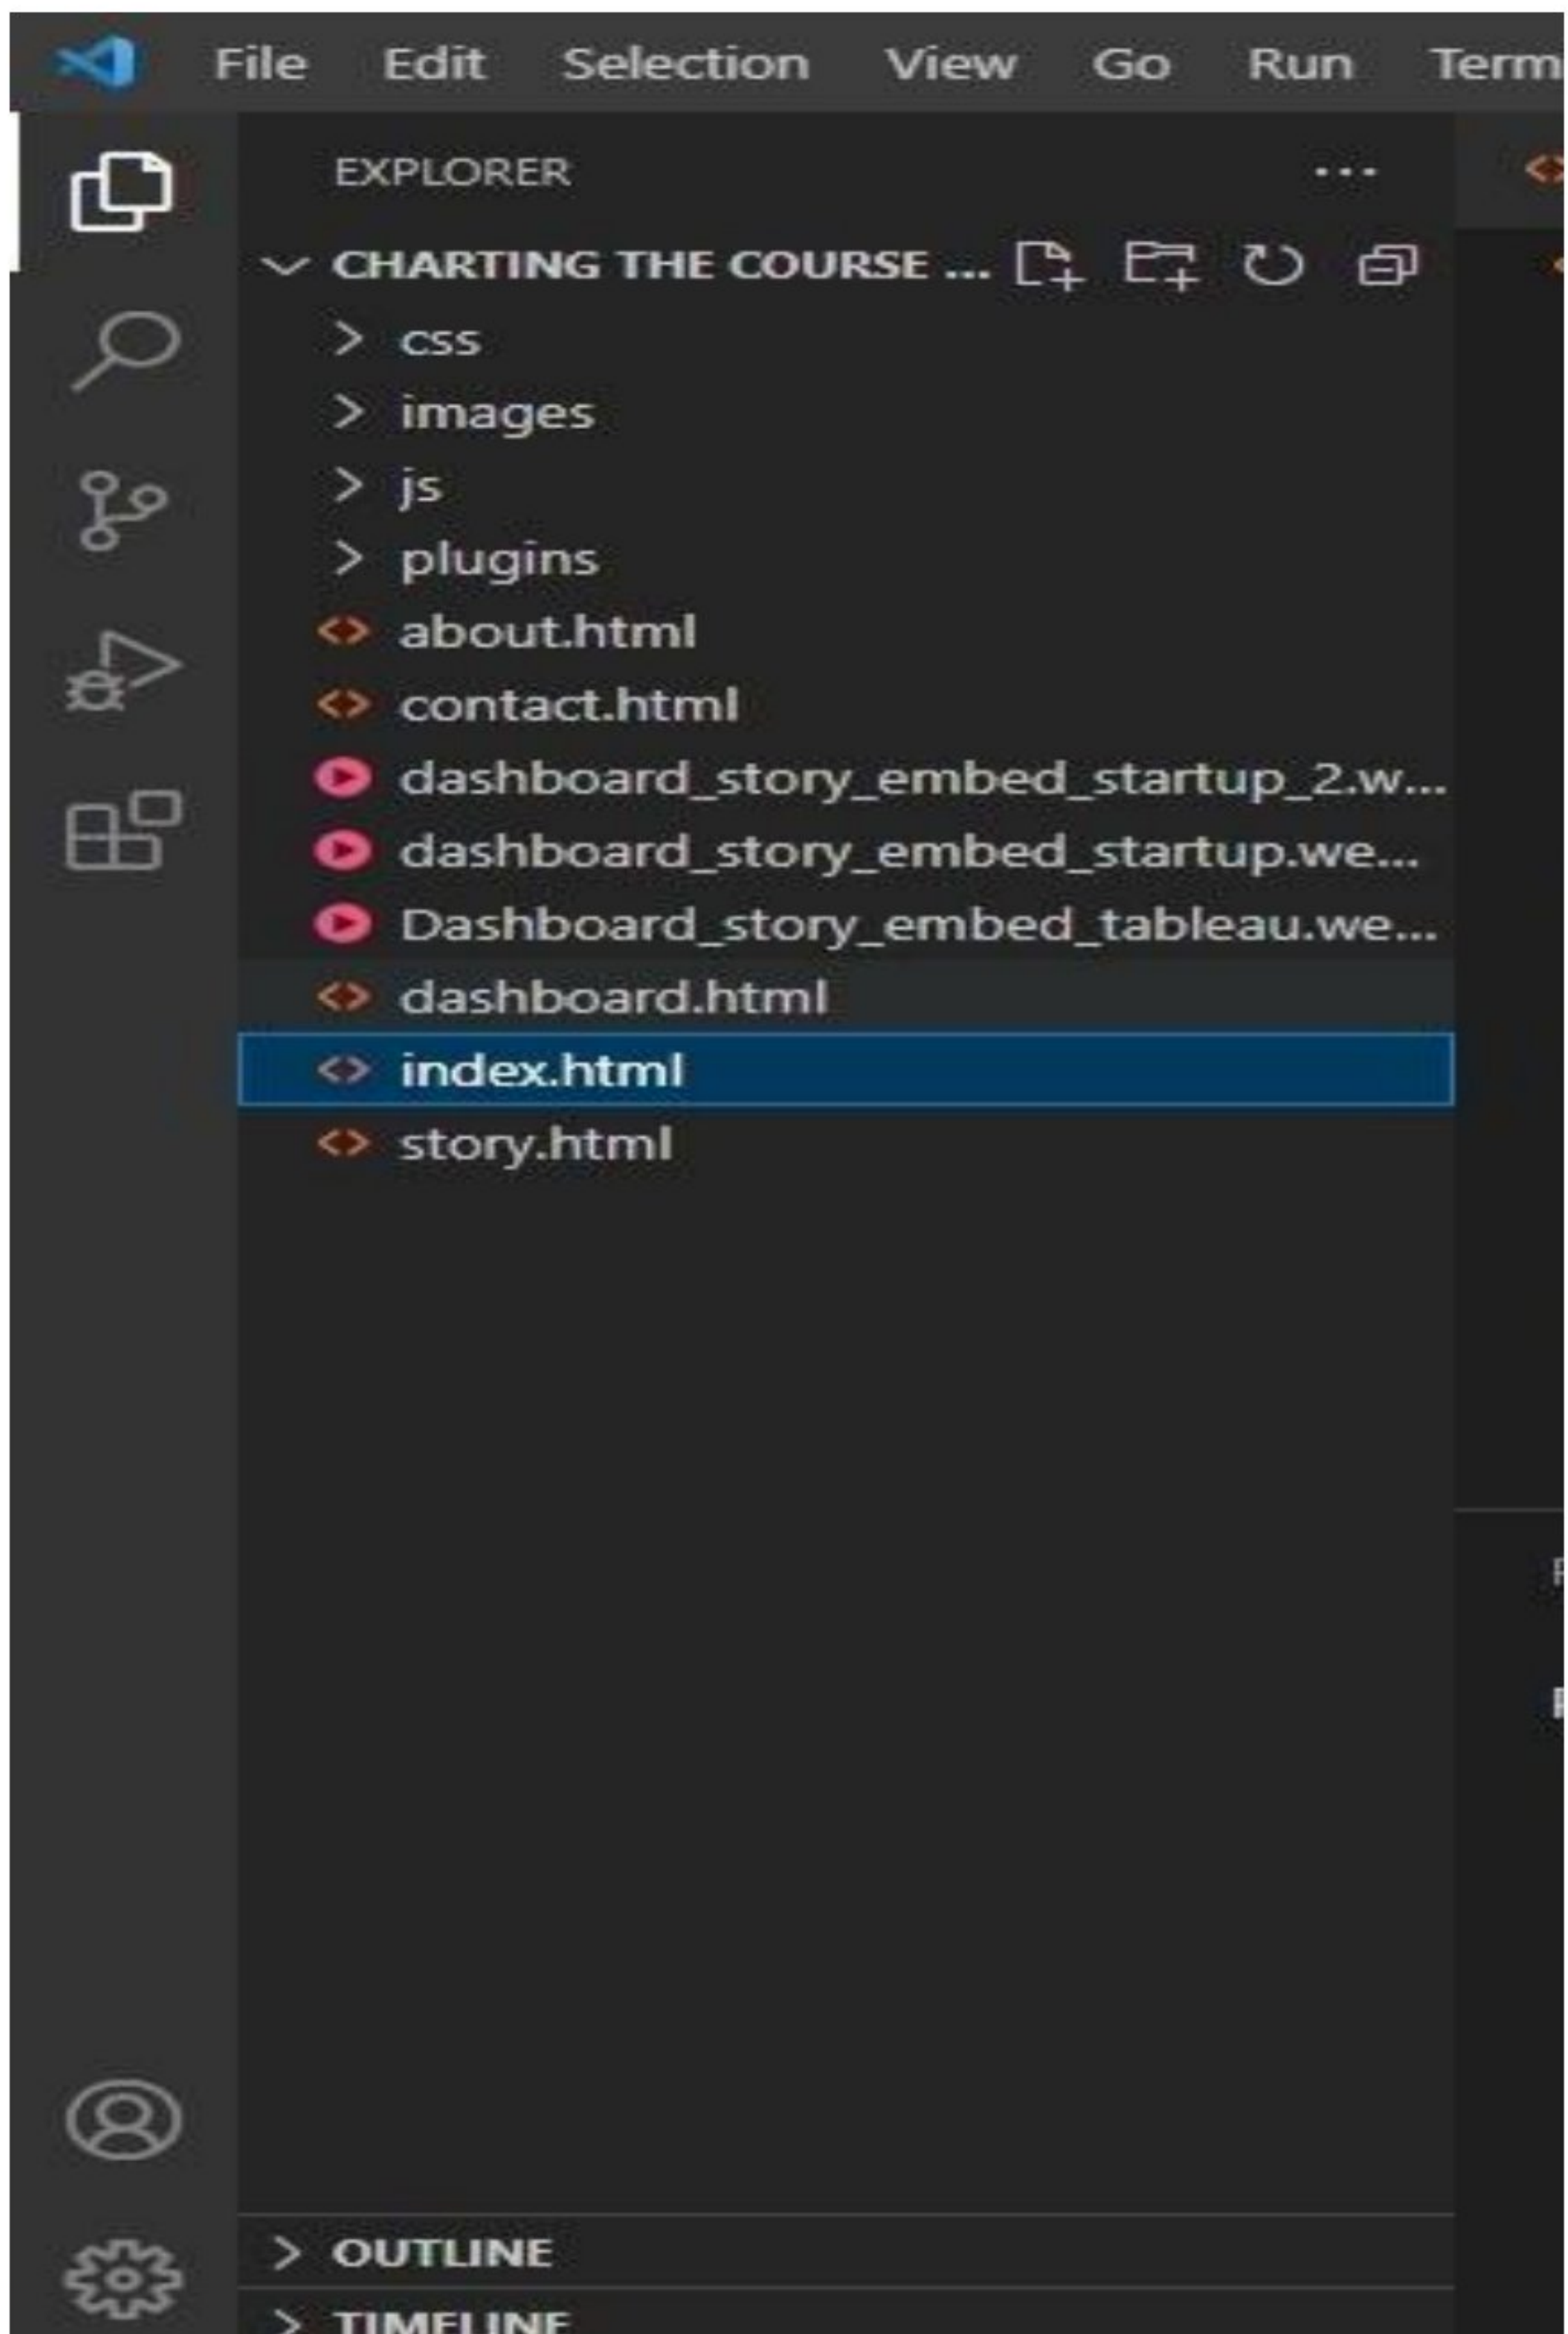 File Edit Selection View Go Run Term
EXPLORER ...
CHARTING THE COURSE ...
css
images
js
plugins
about.html
contact.html
dashboard_story_embed_startup_2.w...
dashboard_story_embed_startup.we...
Dashboard_story_embed_tableau.we...
dashboard.html
index.html
story.html
OUTLINE
TIMELINE